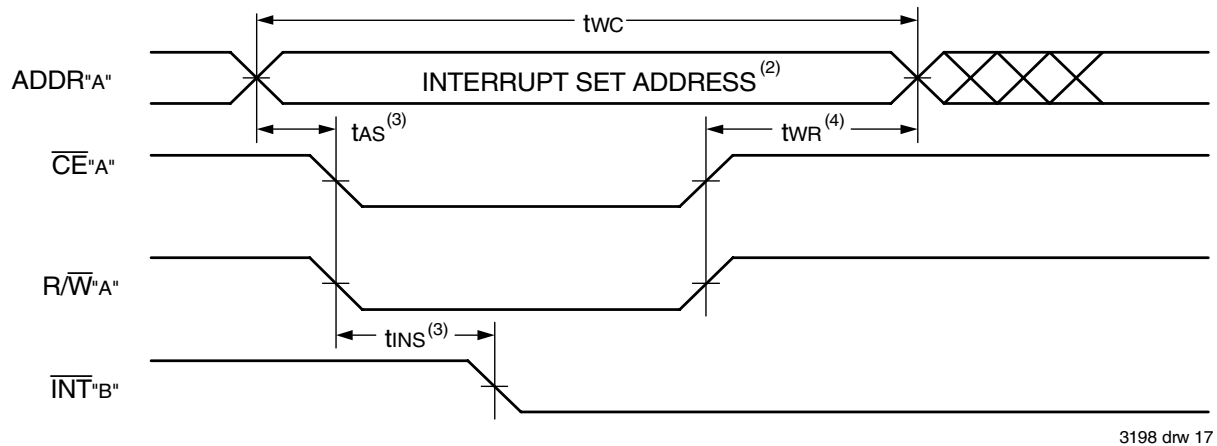 tWC
ADDR"A"
INTERRUPT SET ADDRESS(2)
tAS(3)
tWR(4)
CE"A"
R/W"A"
tINS(3)
INT"B"
3198 drw 17